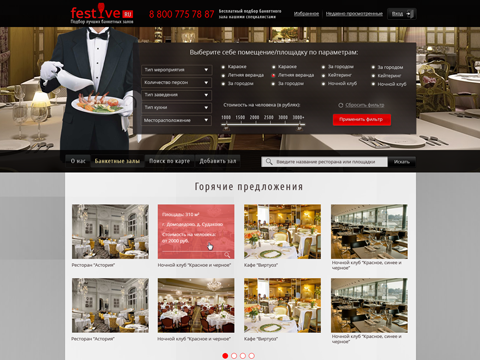 festive.RU
Подбор лучших банкетных залов
8 800 775 78 87
Бесплатный подбор банкетного
зала нашими специалистами
Избранное
Недавно просмотренные
Вход
Выберите себе помещение/площадку по параметрам:
Тип мероприятия
Количество персон
Тип заведения
Тип кухни
Месторасположение
Караоке
Караоке
За городом
Летняя веранда
Летняя веранда
Кейтеринг
Кейтеринг
За городом
За городом
Ночной клуб
Ночной клуб
Стоимость на человека (в рублях):
1000 1500 2000 2500 3000 3000+
Сбросить фильтр
Применить фильтр
О нас
Банкетные залы
Поиск по карте
Добавить зал
Введите название ресторана или площадки
Искать
Горячие предложения
Площадь: 310 м²
г. Домодедово, д. Судаково
Стоимость на человека:
от 2000 руб.
Ресторан "Астория"
Ночной клуб "Красное и черное"
Кафе "Виртуоз"
Ночной клуб "Красное, синее и
черное"
Ресторан "Астория"
Ночной клуб "Красное и черное"
Кафе "Виртуоз"
Ночной клуб "Красное, синее и
черное"